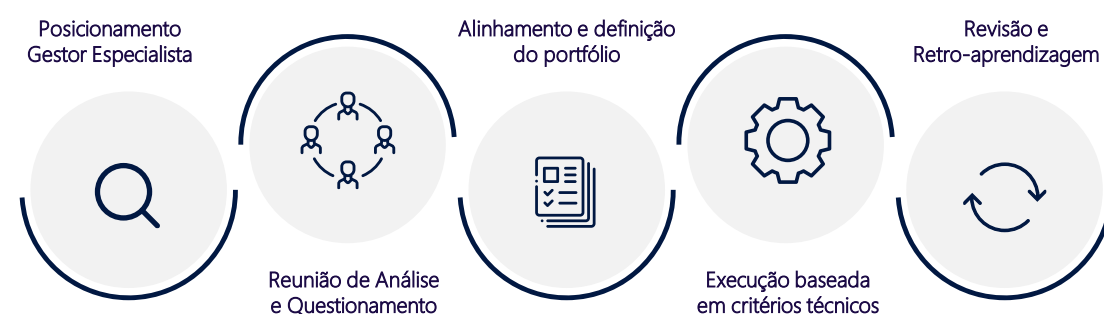 Posicionamento
Gestor Especialista
Reunião de Análise
e Questionamento
Alinhamento e definição
do portfólio
Execução baseada
em critérios técnicos
Revisão e
Retro-aprendizagem